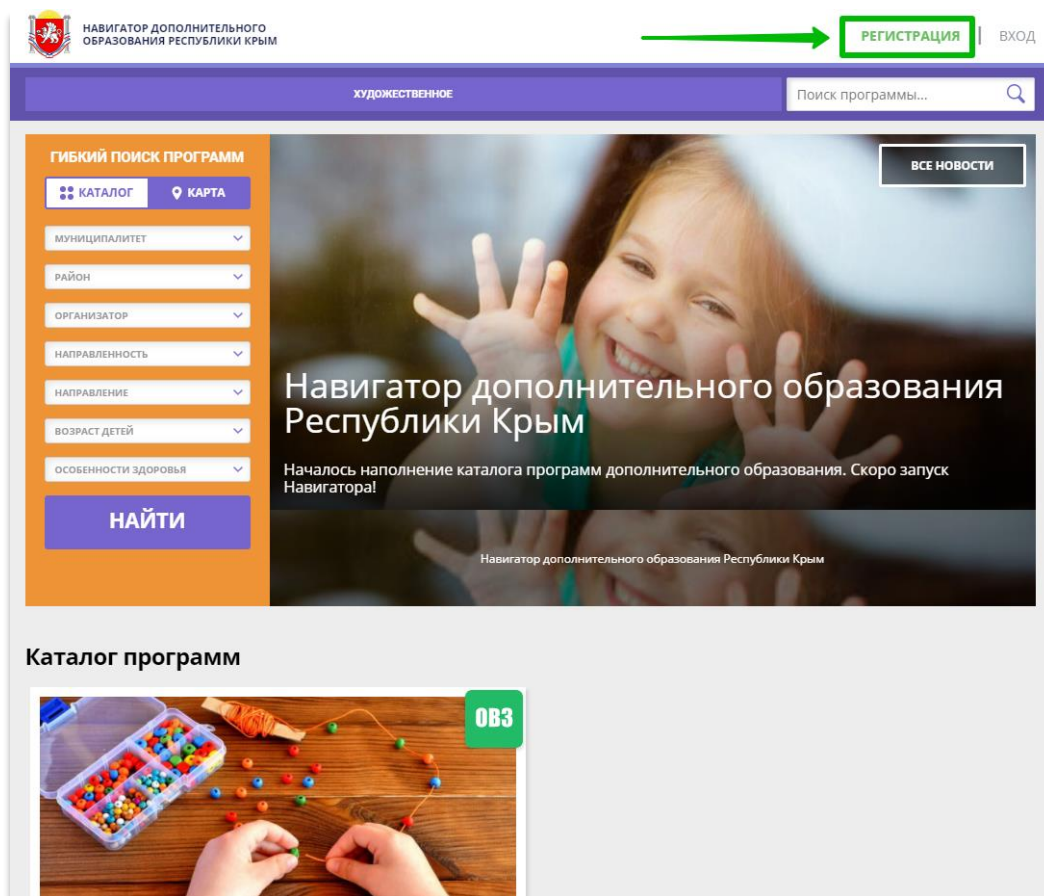 НАВИГАТОР ДОПОЛНИТЕЛЬНОГО
ОБРАЗОВАНИЯ РЕСПУБЛИКИ КРЫМ
РЕГИСТРАЦИЯ | ВХОД
ХУДОЖЕСТВЕННОЕ
Поиск программы...
ГИБКИЙ ПОИСК ПРОГРАММ
КАТАЛОГ
КАРТА
МУНИЦИПАЛИТЕТ
РАЙОН
ОРГАНИЗАТОР
НАПРАВЛЕННОСТЬ
НАПРАВЛЕНИЕ
ВОЗРАСТ ДЕТЕЙ
ОСОБЕННОСТИ ЗДОРОВЬЯ
НАЙТИ
ВСЕ НОВОСТИ
Навигатор дополнительного образования
Республики Крым
Началось наполнение каталога программ дополнительного образования. Скоро запуск
Навигатора!
Навигатор дополнительного образования Республики Крым
Каталог программ
ОВЗ